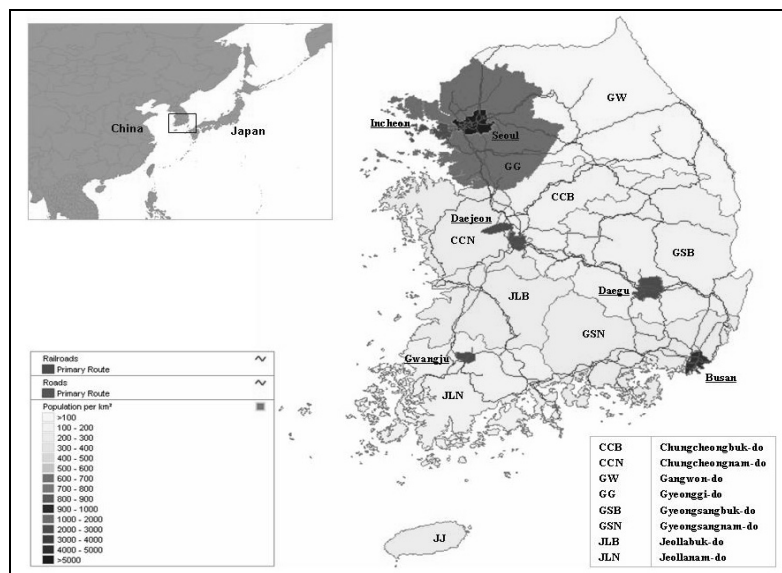 China
Japan
GW
Incheon
Seoul
GG
CCB
Daejeon
CCN
GSB
JLB
Daegu
GSN
Gwangju
Busan
JLN
JJ
Railroads
Primary Route
Roads
Primary Route
Population per km²
>100
100 - 200
200 - 300
300 - 400
400 - 500
500 - 600
600 - 700
700 - 800
800 - 900
900 - 1000
1000 - 2000
2000 - 3000
3000 - 4000
4000 - 5000
>5000
CCB Chungcheongbuk-do
CCN Chungcheongnam-do
GW Gangwon-do
GG Gyeonggi-do
GSB Gyeongsangbuk-do
GSN Gyeongsangnam-do
JLB Jeollabuk-do
JLN Jeollanam-do